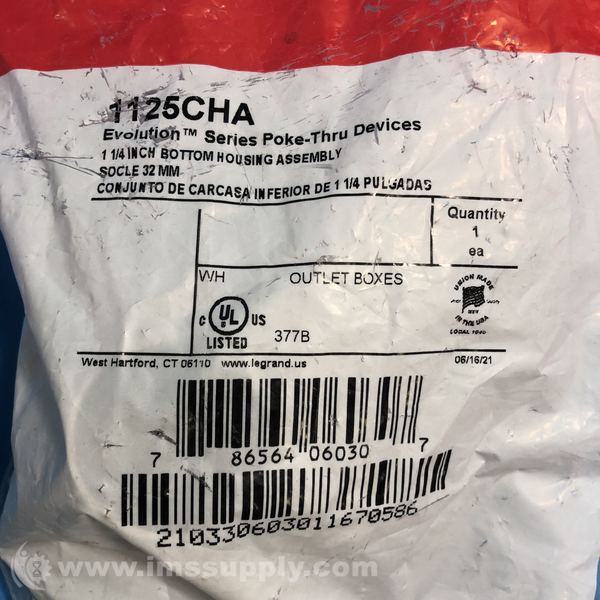 1125CHA
Evolution™ Series Poke-Thru Devices
1 1/4 INCH BOTTOM HOUSING ASSEMBLY
SOCLE 32 MM
CONJUNTO DE CARCASA INFERIOR DE 1 1/4 PULGADAS
Quantity
1
ea
WH OUTLET BOXES
UNION MADE
IN THE USA
LOCAL
C UL US
LISTED
377B
West Hartford, CT 06110 www.legrand.us
06/16/21
7 86564 06030 7
210330603011670586
www.imssupply.com